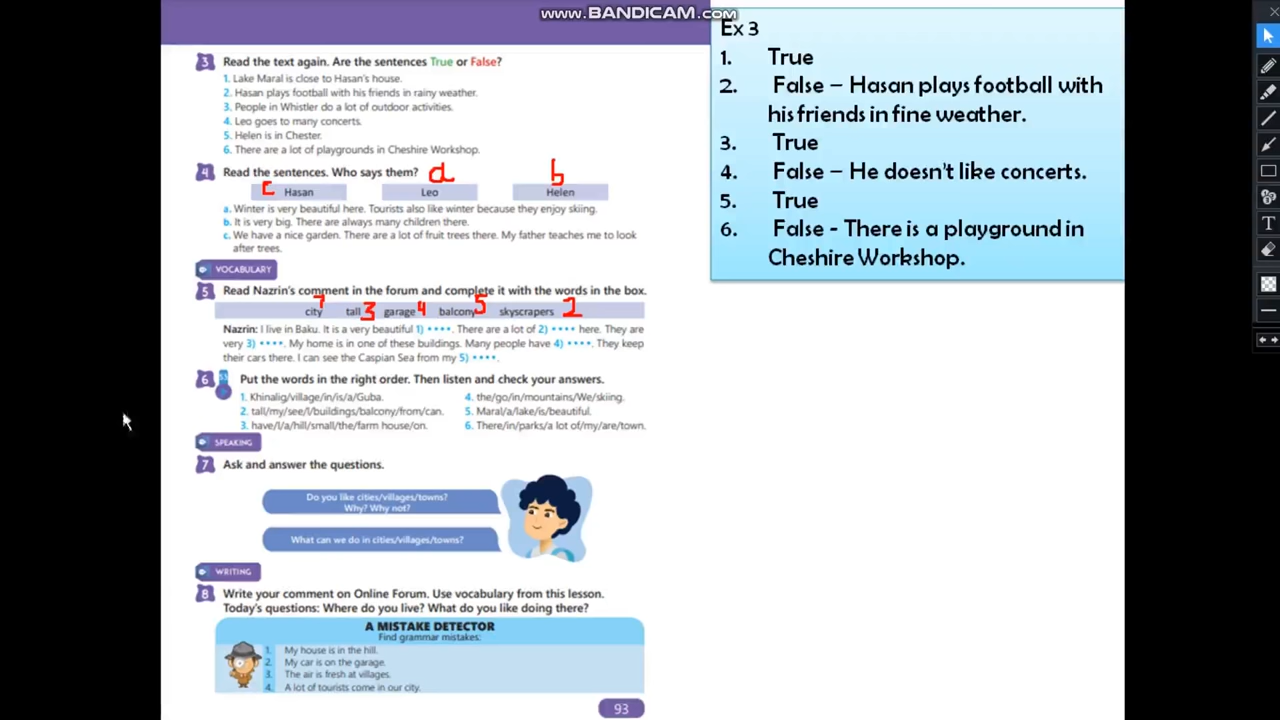 www.BANDICAM.com
3 Read the text again. Are the sentences True or False?
1. Lake Maral is close to Hasan's house.
2. Hasan plays football with his friends in rainy weather.
3. People in Whistler do a lot of outdoor activities.
4. Leo goes to many concerts.
5. Helen is in Chester.
6. There are a lot of playgrounds in Cheshire Workshop.
4 Read the sentences. Who says them? a b
c Hasan Leo Helen
a. Winter is very beautiful here. Tourists also like winter because they enjoy skiing.
b. It is very big. There are always many children there.
c. We have a nice garden. There are a lot of fruit trees there. My father teaches me to look
after trees.
VOCABULARY
5 Read Nazrin's comment in the forum and complete it with the words in the box.
city tall 3 garage 4 balcony 5 skyscrapers 2
Nazrin: I live in Baku. It is a very beautiful 1) •••• . There are a lot of 2) •••• here. They are
very 3) •••• . My home is in one of these buildings. Many people have 4) •••• . They keep
their cars there. I can see the Caspian Sea from my 5) •••• .
6 Put the words in the right order. Then listen and check your answers.
1. Khinalig/village/in/is/a/Guba.
2. tall/my/see/I/buildings/balcony/from/can.
3. have/I/a/hill/small/the/farm house/on.
4. the/go/in/mountains/We/skiing.
5. Maral/a/lake/is/beautiful.
6. There/in/parks/a lot of/my/are/town.
SPEAKING
7 Ask and answer the questions.
Do you like cities/villages/towns?
Why? Why not?
What can we do in cities/villages/towns?
WRITING
8 Write your comment on Online Forum. Use vocabulary from this lesson.
Today's questions: Where do you live? What do you like doing there?
A MISTAKE DETECTOR
Find grammar mistakes:
1. My house is in the hill.
2. My car is on the garage.
3. The air is fresh at villages.
4. A lot of tourists come in our city.
93
Ex 3
1. True
2. False – Hasan plays football with
his friends in fine weather.
3. True
4. False – He doesn't like concerts.
5. True
6. False - There is a playground in
Cheshire Workshop.